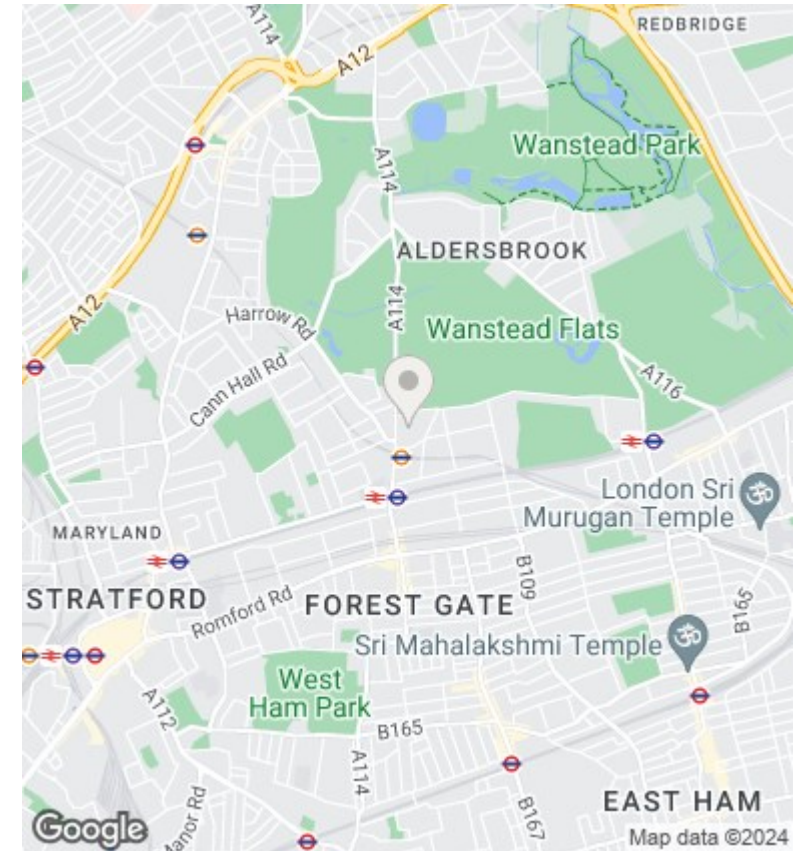 A114
A12
REDBRIDGE
Wanstead Park
A114
ALDERSBROOK
A12
Harrow Rd
A114
Wanstead Flats
Cann Hall Rd
A116
London Sri
Murugan Temple
MARYLAND
B109
STRATFORD
Romford Rd
FOREST GATE
B165
Sri Mahalakshmi Temple
West
Ham Park
A112
B165
A114
B167
EAST HAM
Manor Rd
Google
Map data ©2024